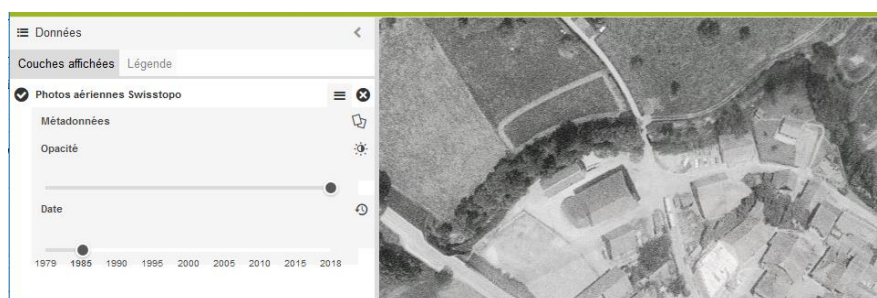 Données
Couches affichées Légende
Photos aériennes Swisstopo
Métadonnées
Opacité
Date
1979 1985 1990 1995 2000 2005 2010 2015 2018